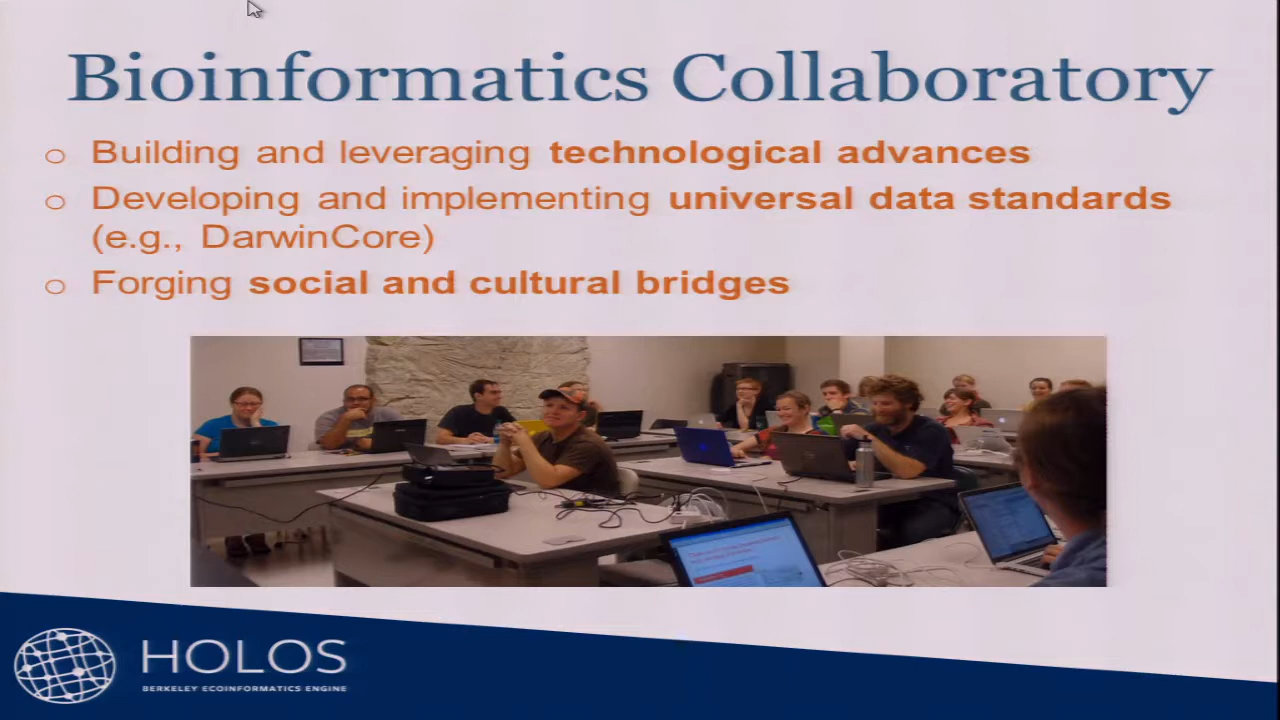 Bioinformatics Collaboratory
○ Building and leveraging technological advances
○ Developing and implementing universal data standards
(e.g., DarwinCore)
○ Forging social and cultural bridges
HOLOS
BERKELEY ECOINFORMATICS ENGINE